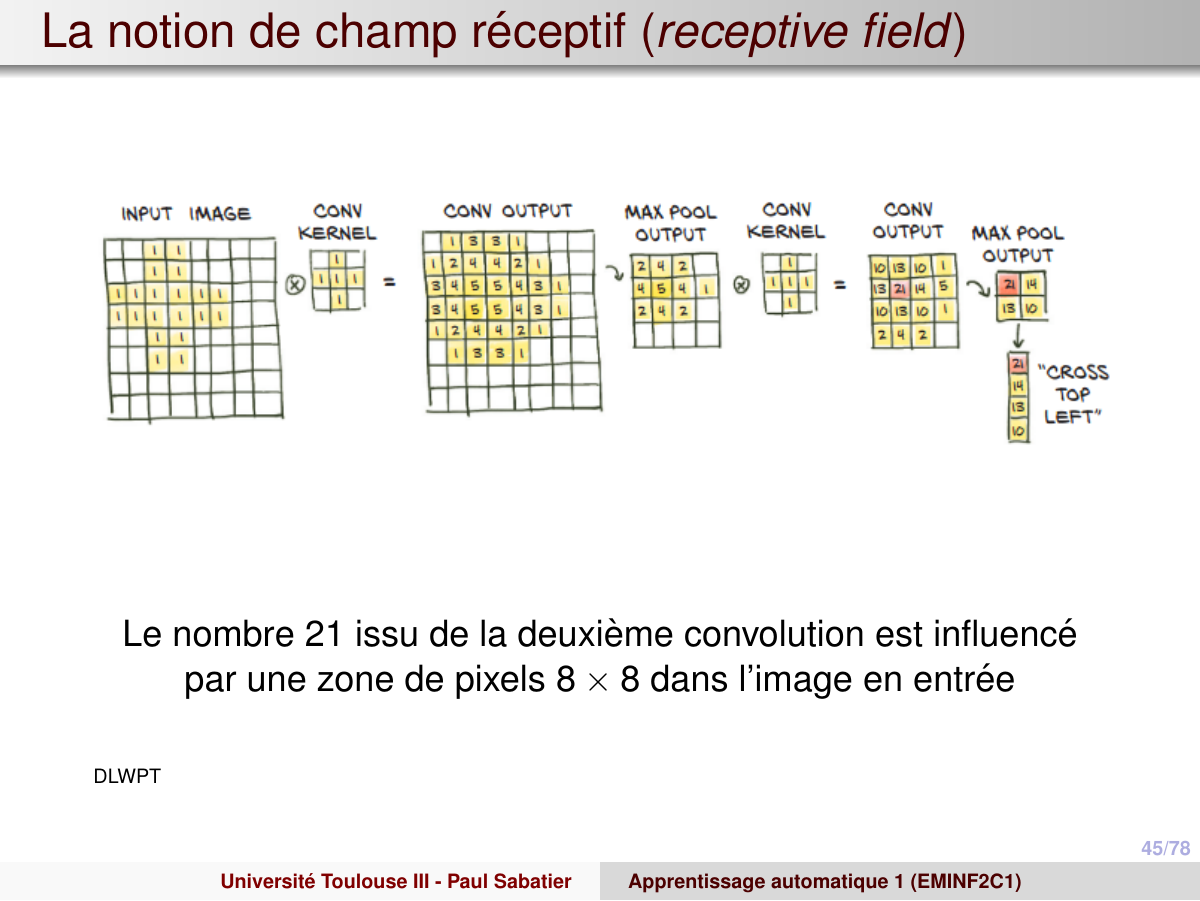 La notion de champ réceptif (receptive field)
INPUT IMAGE
CONV
KERNEL
CONV OUTPUT
MAX POOL
OUTPUT
CONV
KERNEL
CONV
OUTPUT
MAX POOL
OUTPUT
1 1
1 1
1 1 1 1 1 1
1 1 1 1 1 1
1 1
1 1
⊗
1
1 1 1
1
=
1 3 3 1
1 2 4 4 2 1
3 4 5 5 4 3 1
3 4 5 5 4 3 1
1 2 4 4 2 1
1 3 3 1
2 4 2
4 5 4 1
2 4 2
⊗
1
1 1 1
1
=
10 13 10 1
13 21 14 5
10 13 10 1
2 4 2
21 14
13 10
21
14
13
10
"CROSS
TOP
LEFT"
Le nombre 21 issu de la deuxième convolution est influencé
par une zone de pixels 8 × 8 dans l'image en entrée
DLWPT
45/78
Université Toulouse III - Paul Sabatier
Apprentissage automatique 1 (EMINF2C1)